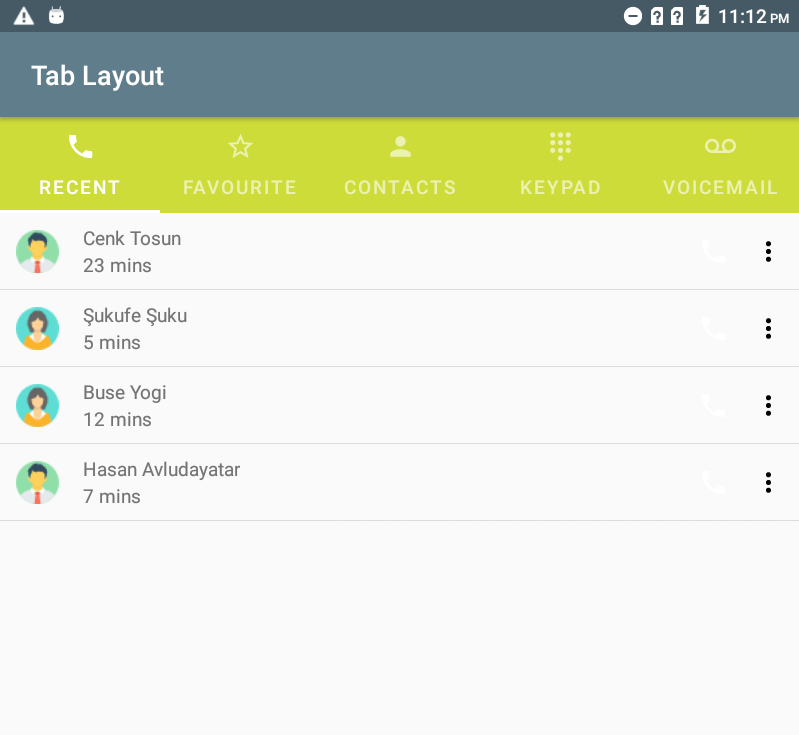 11:12 PM
Tab Layout
RECENT FAVOURITE CONTACTS KEYPAD VOICEMAIL
Cenk Tosun
23 mins
Şukufe Şuku
5 mins
Buse Yogi
12 mins
Hasan Avludayatar
7 mins